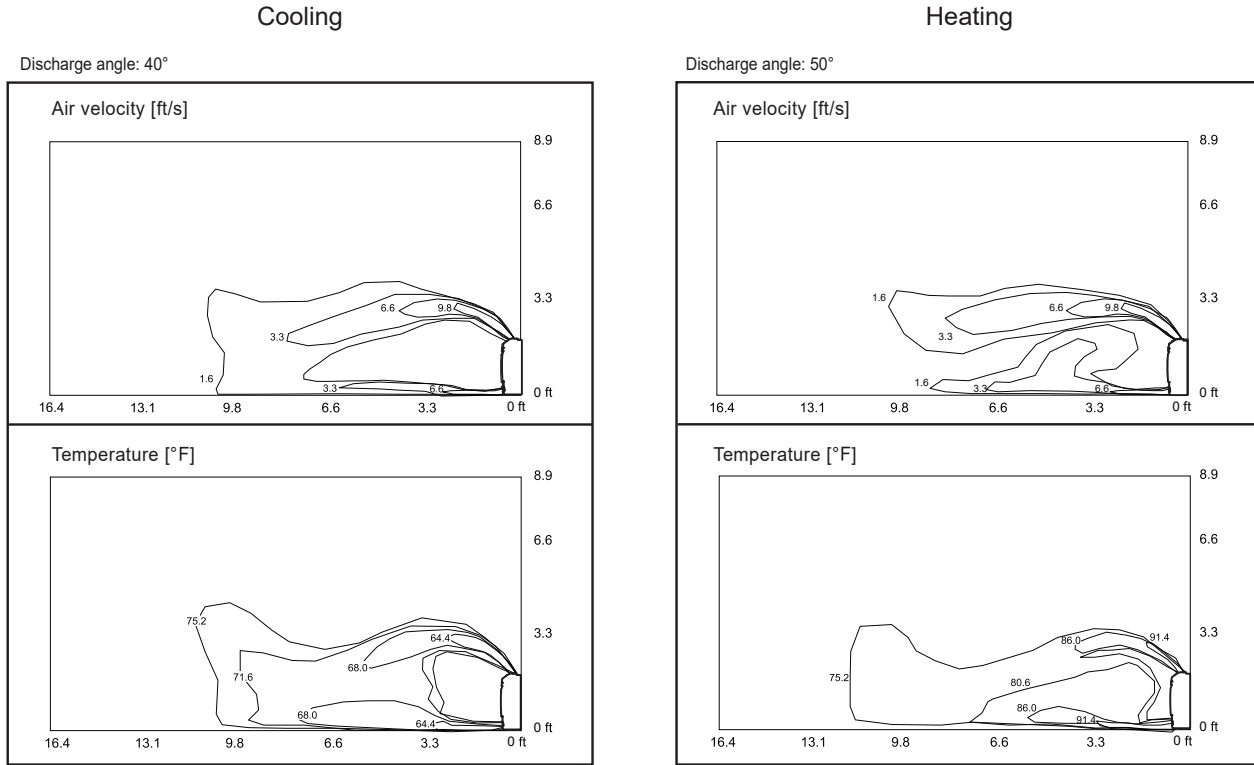 Cooling
Heating
Discharge angle: 40°
Air velocity [ft/s]
8.9
6.6
3.3
6.6
9.8
3.3
1.6
3.3
6.6
0 ft
16.4 13.1 9.8 6.6 3.3 0 ft
Temperature [°F]
8.9
6.6
75.2
3.3
64.4
68.0
71.6
68.0
64.4
0 ft
16.4 13.1 9.8 6.6 3.3 0 ft
Discharge angle: 50°
Air velocity [ft/s]
8.9
6.6
1.6
3.3
6.6
9.8
3.3
1.6
3.3
6.6
0 ft
16.4 13.1 9.8 6.6 3.3 0 ft
Temperature [°F]
8.9
6.6
3.3
86.0
91.4
75.2
80.6
86.0
91.4
0 ft
16.4 13.1 9.8 6.6 3.3 0 ft